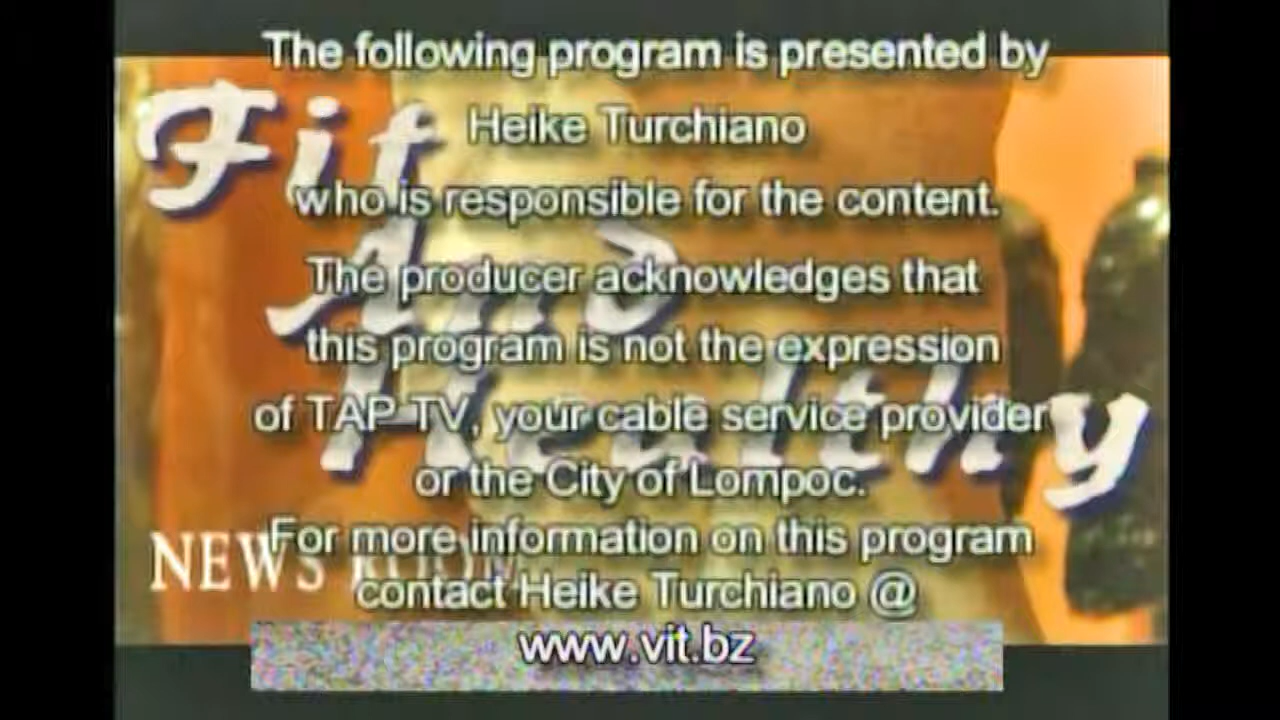 The following program is presented by
Heike Turchiano
who is responsible for the content.
The producer acknowledges that
this program is not the expression
of TAP TV, your cable service provider
or the City of Lompoc.
For more information on this program
contact Heike Turchiano @
www.vit.bz
Fit
And
Healthy
NEWS ROOM